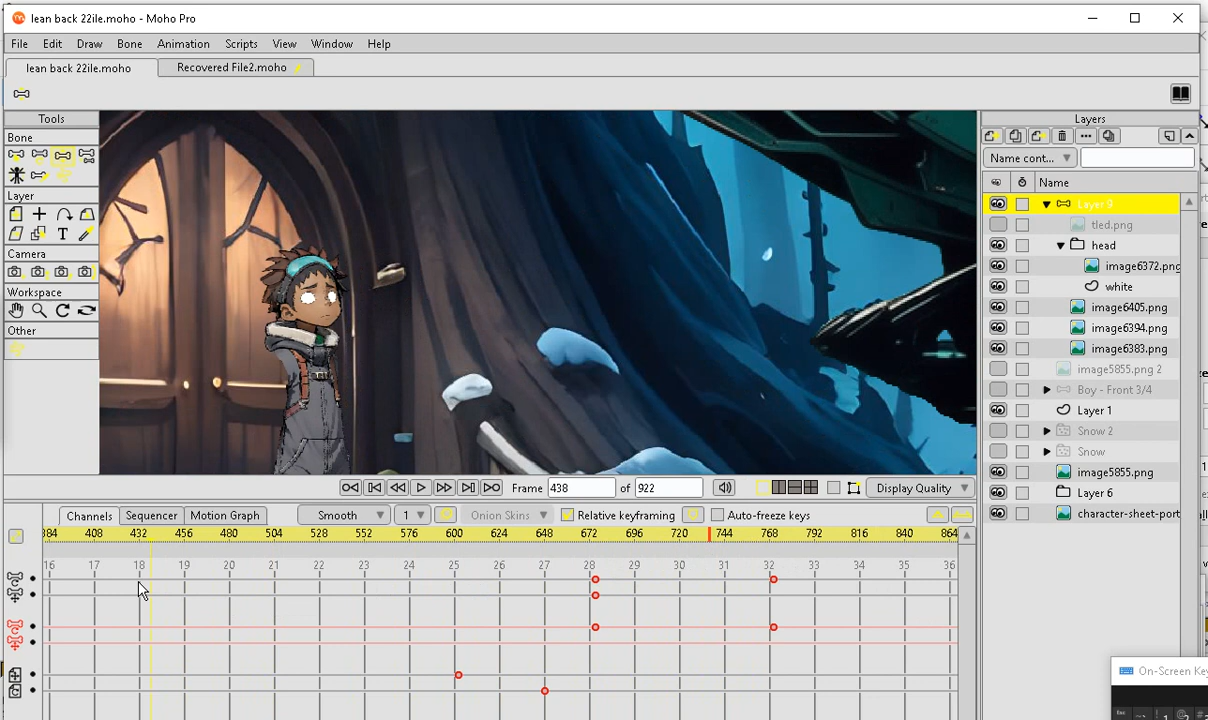 lean back 22ile.moho - Moho Pro
File Edit Draw Bone Animation Scripts View Window Help
lean back 22ile.moho Recovered File2.moho
Tools
Bone
Layer
T
Camera
Workspace
Other
Layers
Name cont...
Name
Layer 9
tled.png
head
image6372.png
white
image6405.png
image6394.png
image6383.png
image5855.png 2
Boy - Front 3/4
Layer 1
Snow 2
Snow
image5855.png
Layer 6
character-sheet-port
Frame 438 of 922 Display Quality
Channels Sequencer Motion Graph Smooth 1 Onion Skins Relative keyframing Auto-freeze keys
384 408 432 456 480 504 528 552 576 600 624 648 672 696 720 744 768 792 816 840 864
16 17 18 19 20 21 22 23 24 25 26 27 28 29 30 31 32 33 34 35 36
On-Screen Key